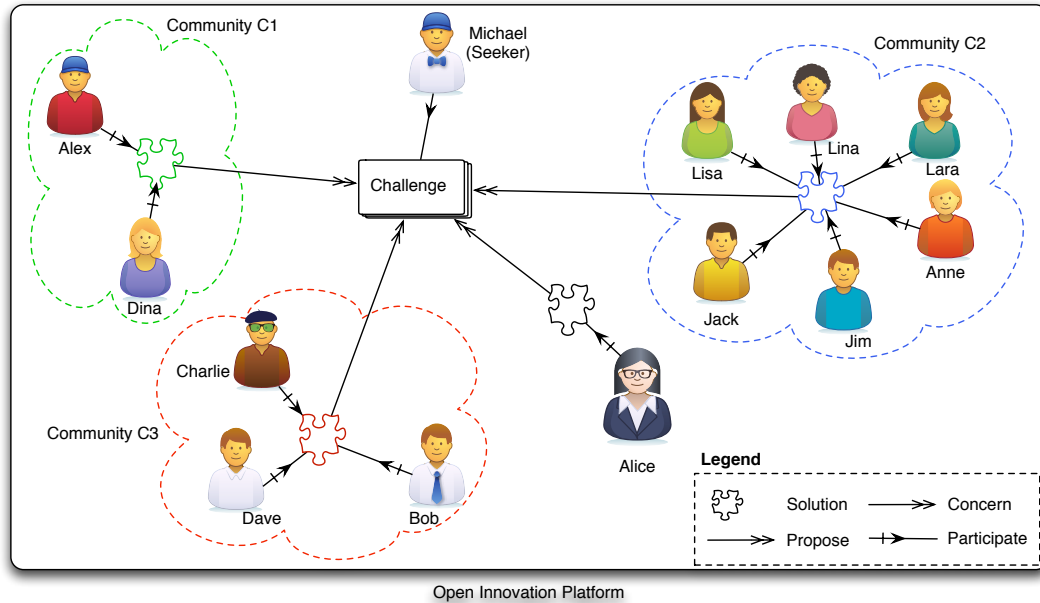 Community C1
Michael
(Seeker)
Community C2
Alex
Challenge
Lisa
Lina
Lara
Dina
Anne
Jack
Jim
Charlie
Community C3
Alice
Dave
Bob
Legend
Solution
Concern
Propose
Participate
Open Innovation Platform